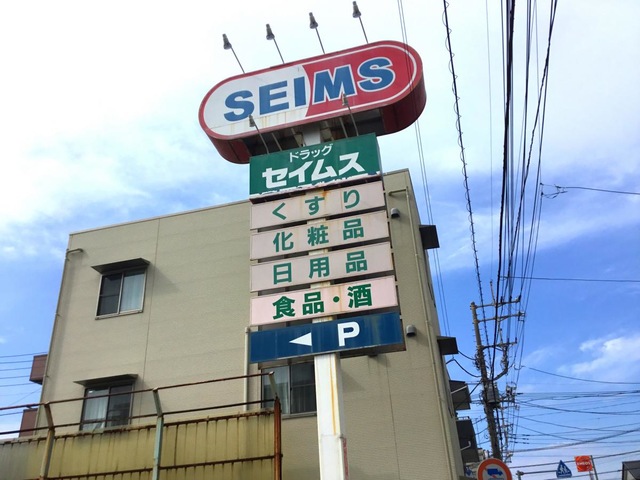 SEIMS
ドラッグ
セイムス
くすり
化粧品
日用品
食品・酒
P